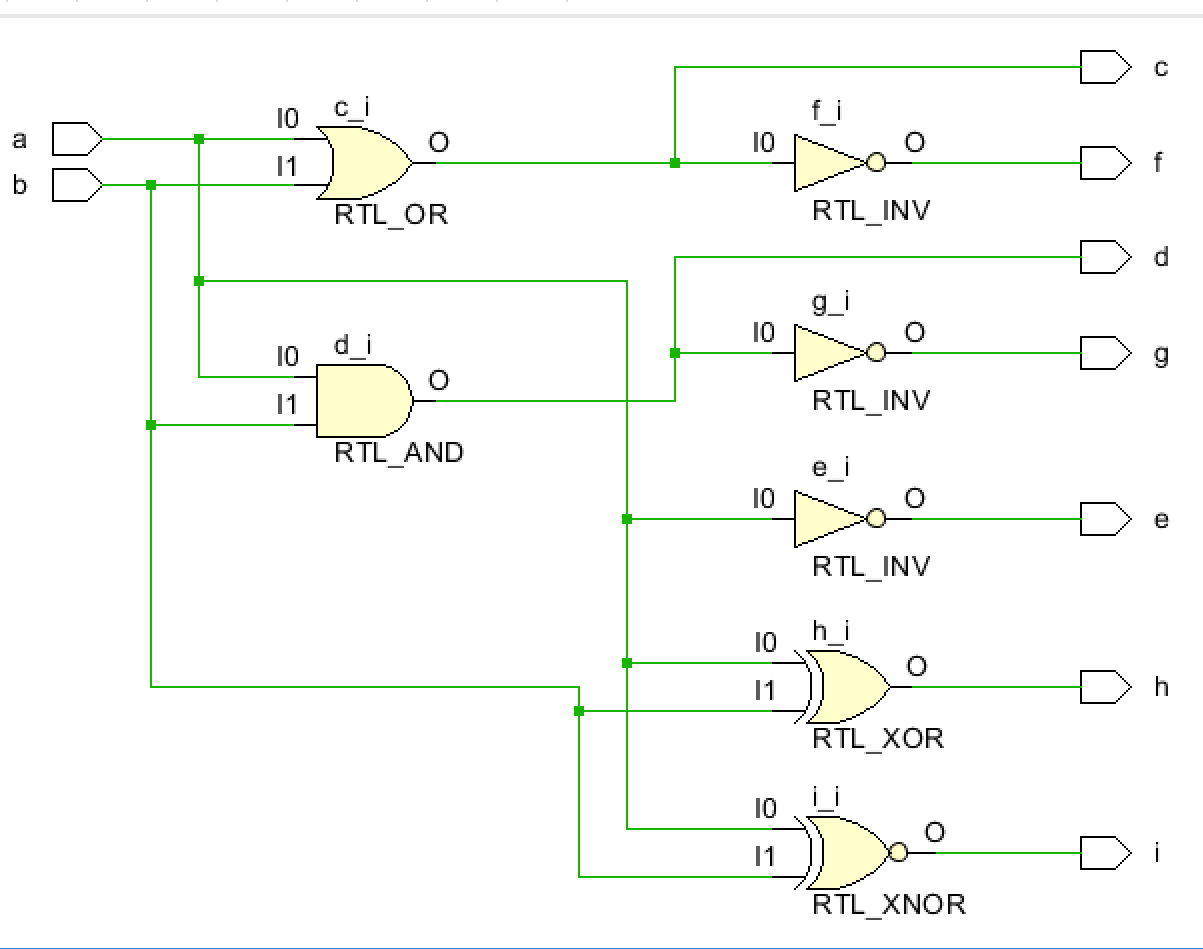 c
c_i
f_i
I0
O
I0
O
a
f
I1
b
RTL_OR
RTL_INV
d
g_i
I0
O
d_i
g
I0
O
I1
RTL_INV
RTL_AND
e_i
I0
O
e
RTL_INV
h_i
I0
O
I1
h
RTL_XOR
i_i
I0
O
I1
i
RTL_XNOR